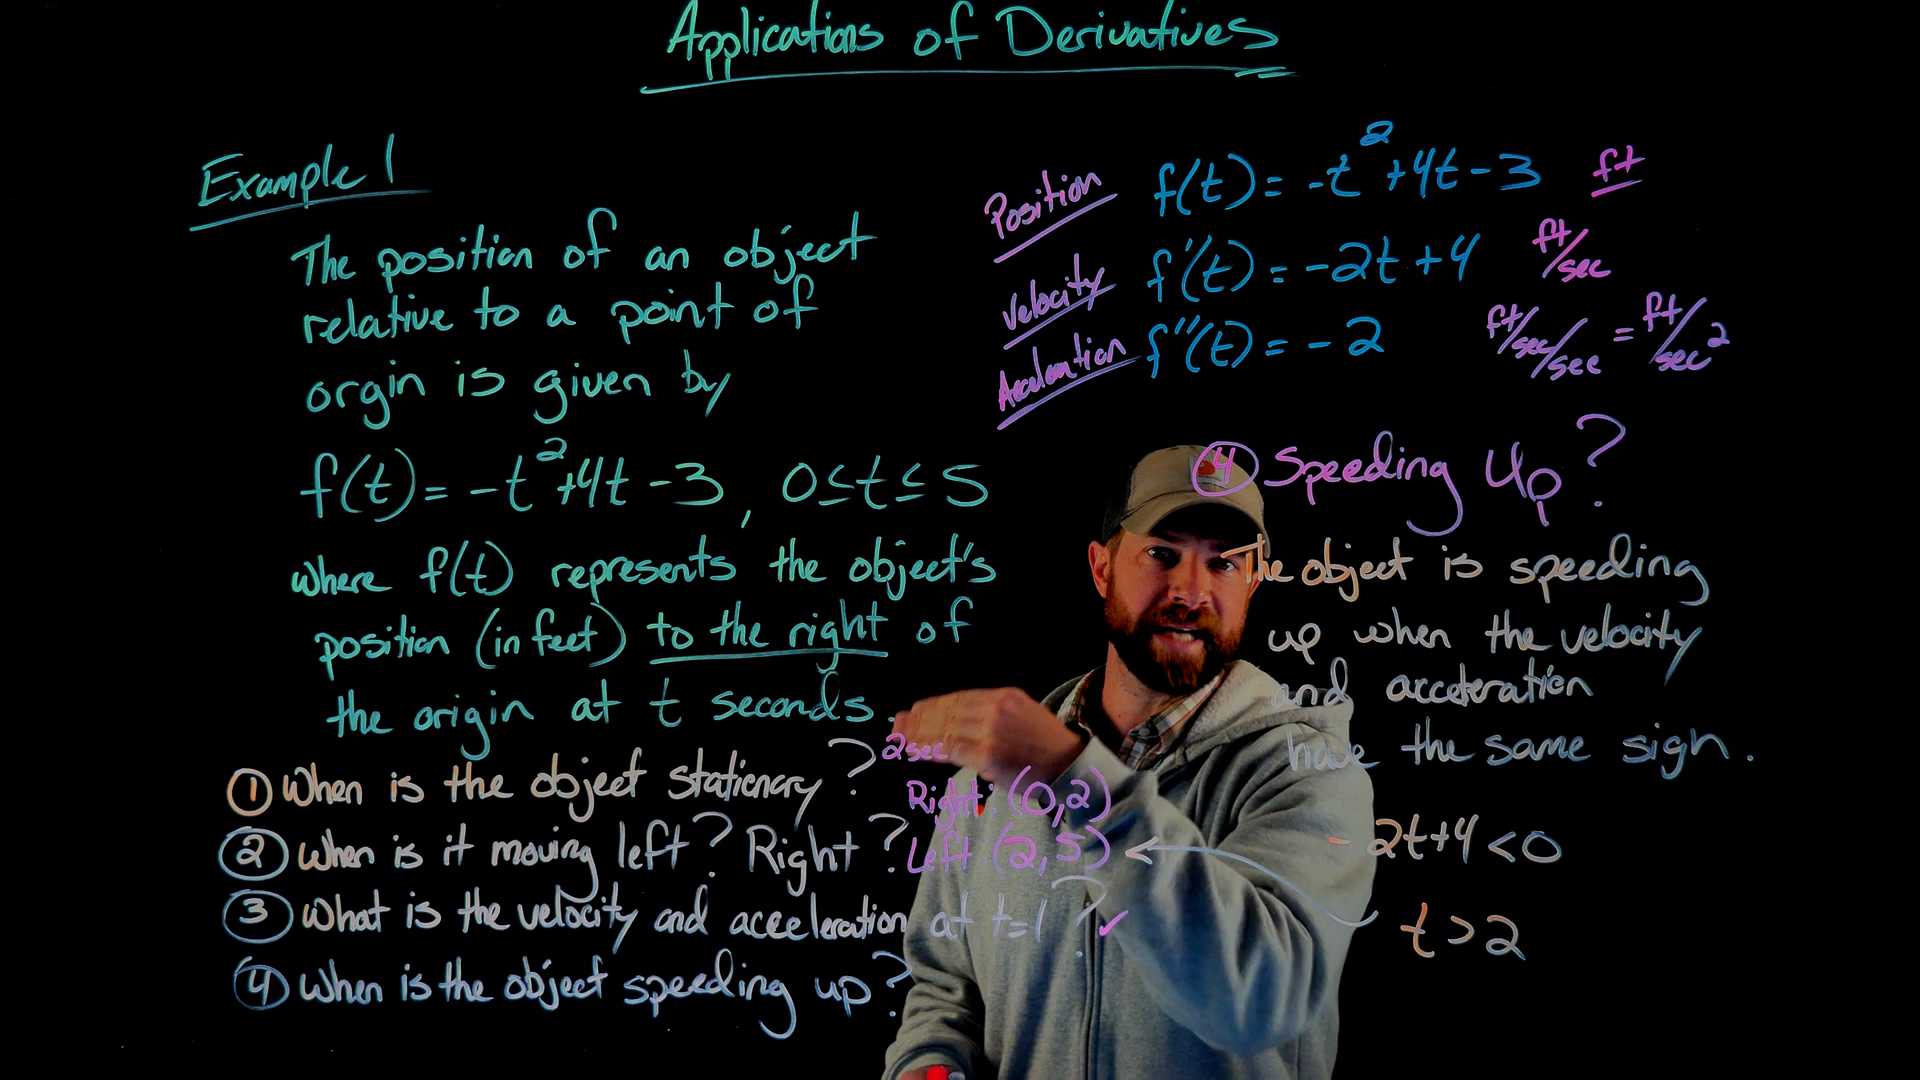 Applications of Derivatives
Example 1
The position of an object
relative to a point of
orgin is given by
f(t) = -t²+4t-3, 0≤t≤5
where f(t) represents the object's
position (in feet) to the right of
the origin at t seconds.
① When is the object stationary? 2sec
② When is it moving left? Right? Right: (0,2)
Left (2,5)
③ What is the velocity and acceleration at t=1? ✓
④ When is the object speeding up?
Position f(t) = -t²+4t-3 ft
Velocity f'(t) = -2t+4 ft/sec
Acceleration f''(t) = -2 ft/sec/sec = ft/sec²
④ Speeding Up?
The object is speeding
up when the velocity
and acceleration
have the same sign.
-2t+4<0
t>2